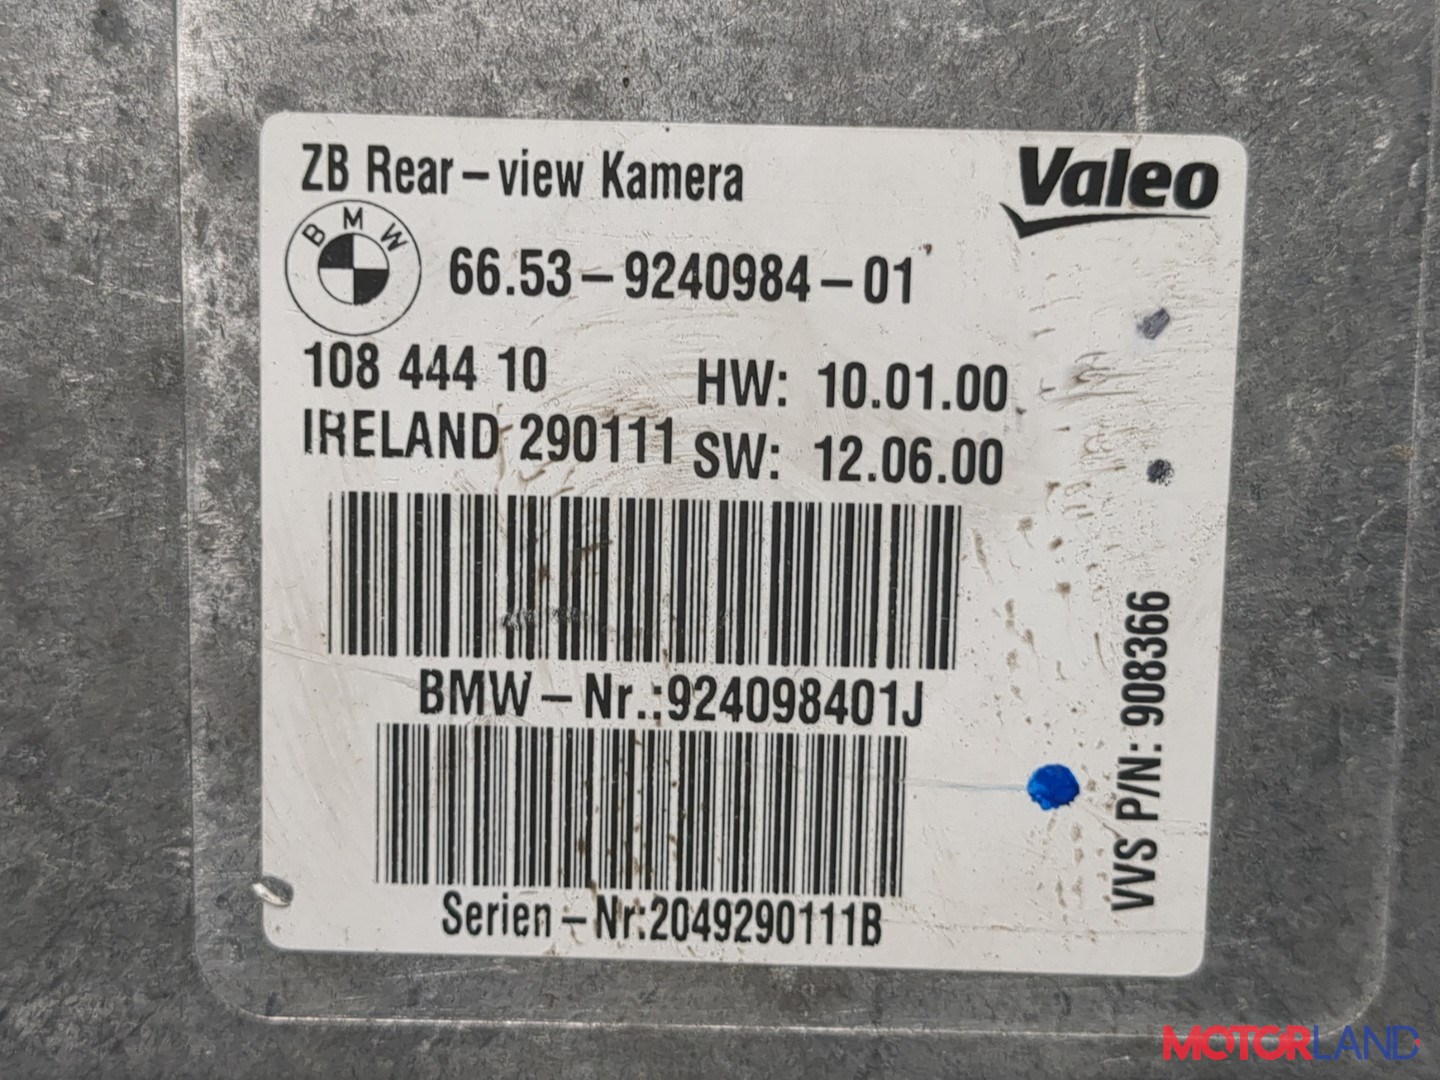 ZB Rear-view Kamera
Valeo
BMW
66.53-9240984-01
108 444 10
HW: 10.01.00
IRELAND 290111
SW: 12.06.00
BMW-Nr.:924098401J
Serien-Nr:2049290111B
VVS P/N: 908366
MOTORLAND